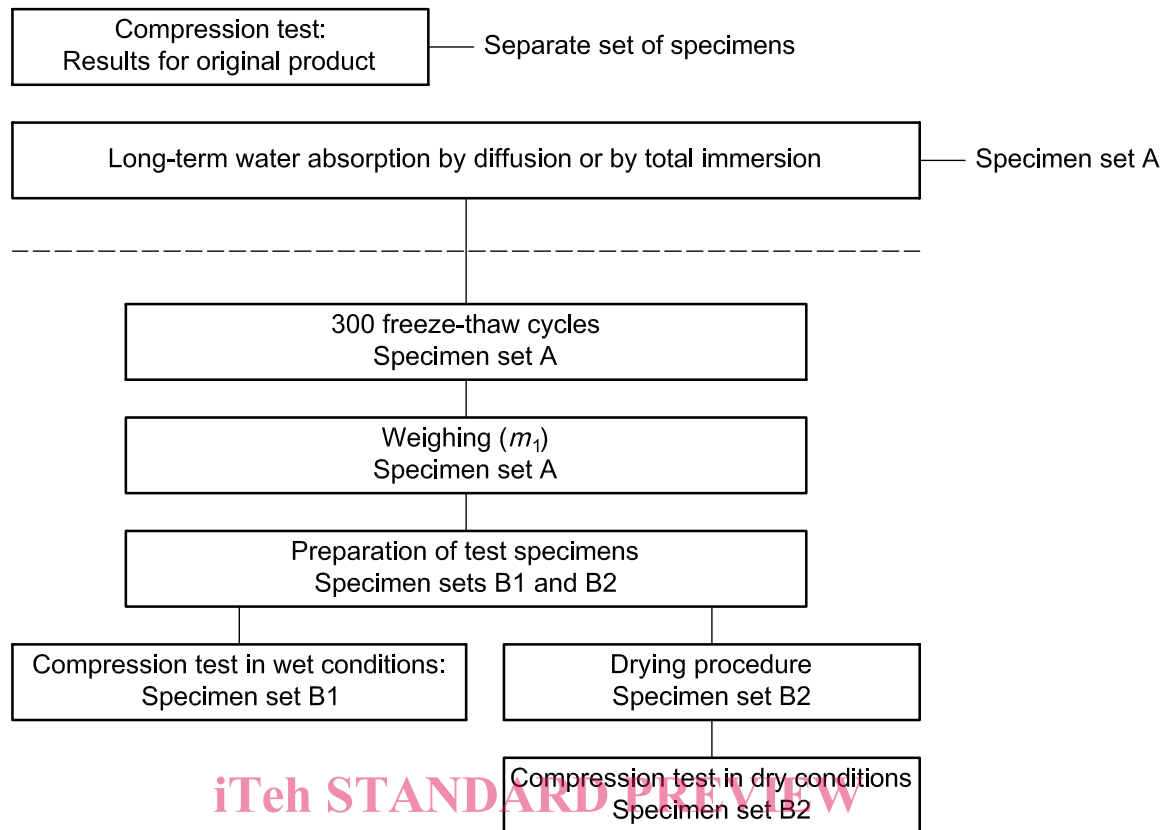 Compression test:
Results for original product
Separate set of specimens
Long-term water absorption by diffusion or by total immersion
Specimen set A
300 freeze-thaw cycles
Specimen set A
Weighing (m₁)
Specimen set A
Preparation of test specimens
Specimen sets B1 and B2
Compression test in wet conditions:
Specimen set B1
Drying procedure
Specimen set B2
Compression test in dry conditions
Specimen set B2
iTeh STANDARD PREVIEW